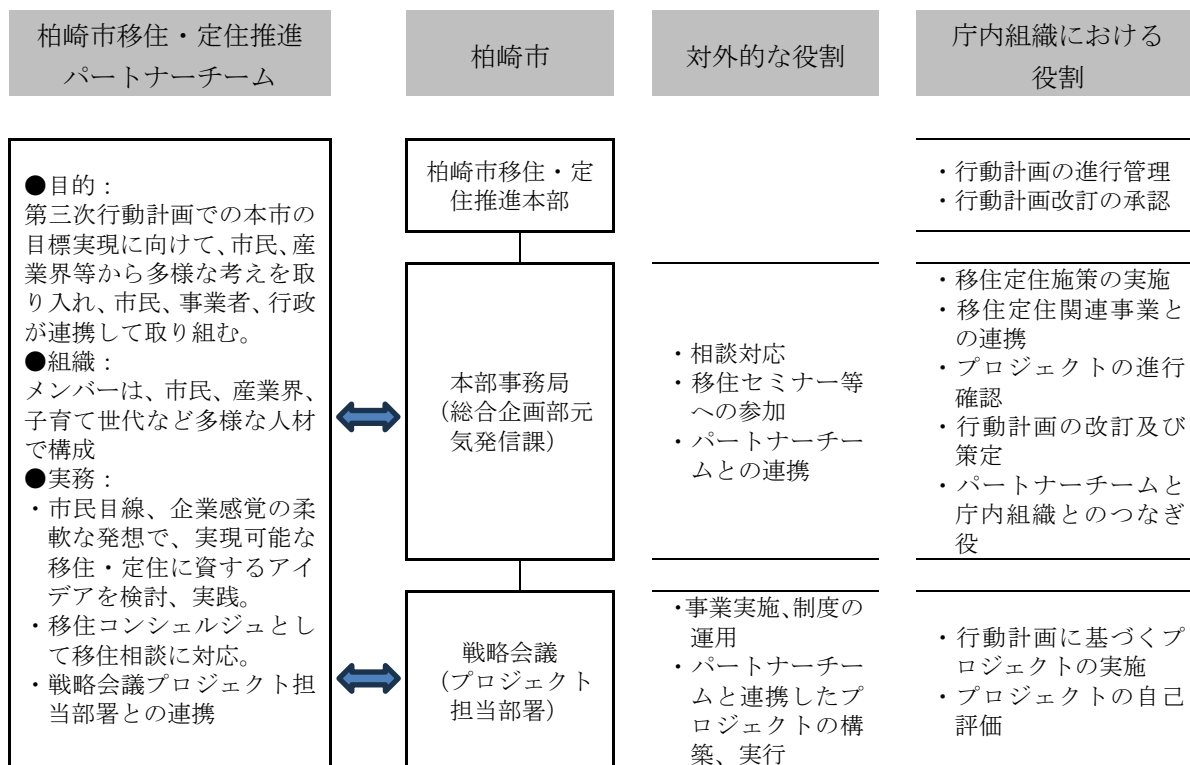 柏崎市移住・定住推進
パートナーチーム
柏崎市
対外的な役割
庁内組織における
役割
●目的：
第三次行動計画での本市の
目標実現に向けて、市民、産
業界等から多様な考えを取
り入れ、市民、事業者、行政
が連携して取り組む。
●組織：
メンバーは、市民、産業界、
子育て世代など多様な人材
で構成
●実務：
・市民目線、企業感覚の柔
軟な発想で、実現可能な
移住・定住に資するアイ
デアを検討、実践。
・移住コンシェルジュとし
て移住相談に対応。
・戦略会議プロジェクト担
当部署との連携
柏崎市移住・定
住推進本部
・行動計画の進行管理
・行動計画改訂の承認
本部事務局
（総合企画部元
気発信課）
・相談対応
・移住セミナー等
への参加
・パートナーチー
ムとの連携
・移住定住施策の実施
・移住定住関連事業と
の連携
・プロジェクトの進行
確認
・行動計画の改訂及び
策定
・パートナーチームと
庁内組織とのつなぎ
役
戦略会議
（プロジェクト
担当部署）
・事業実施、制度の
運用
・パートナーチー
ムと連携したプ
ロジェクトの構
築、実行
・行動計画に基づくプ
ロジェクトの実施
・プロジェクトの自己
評価